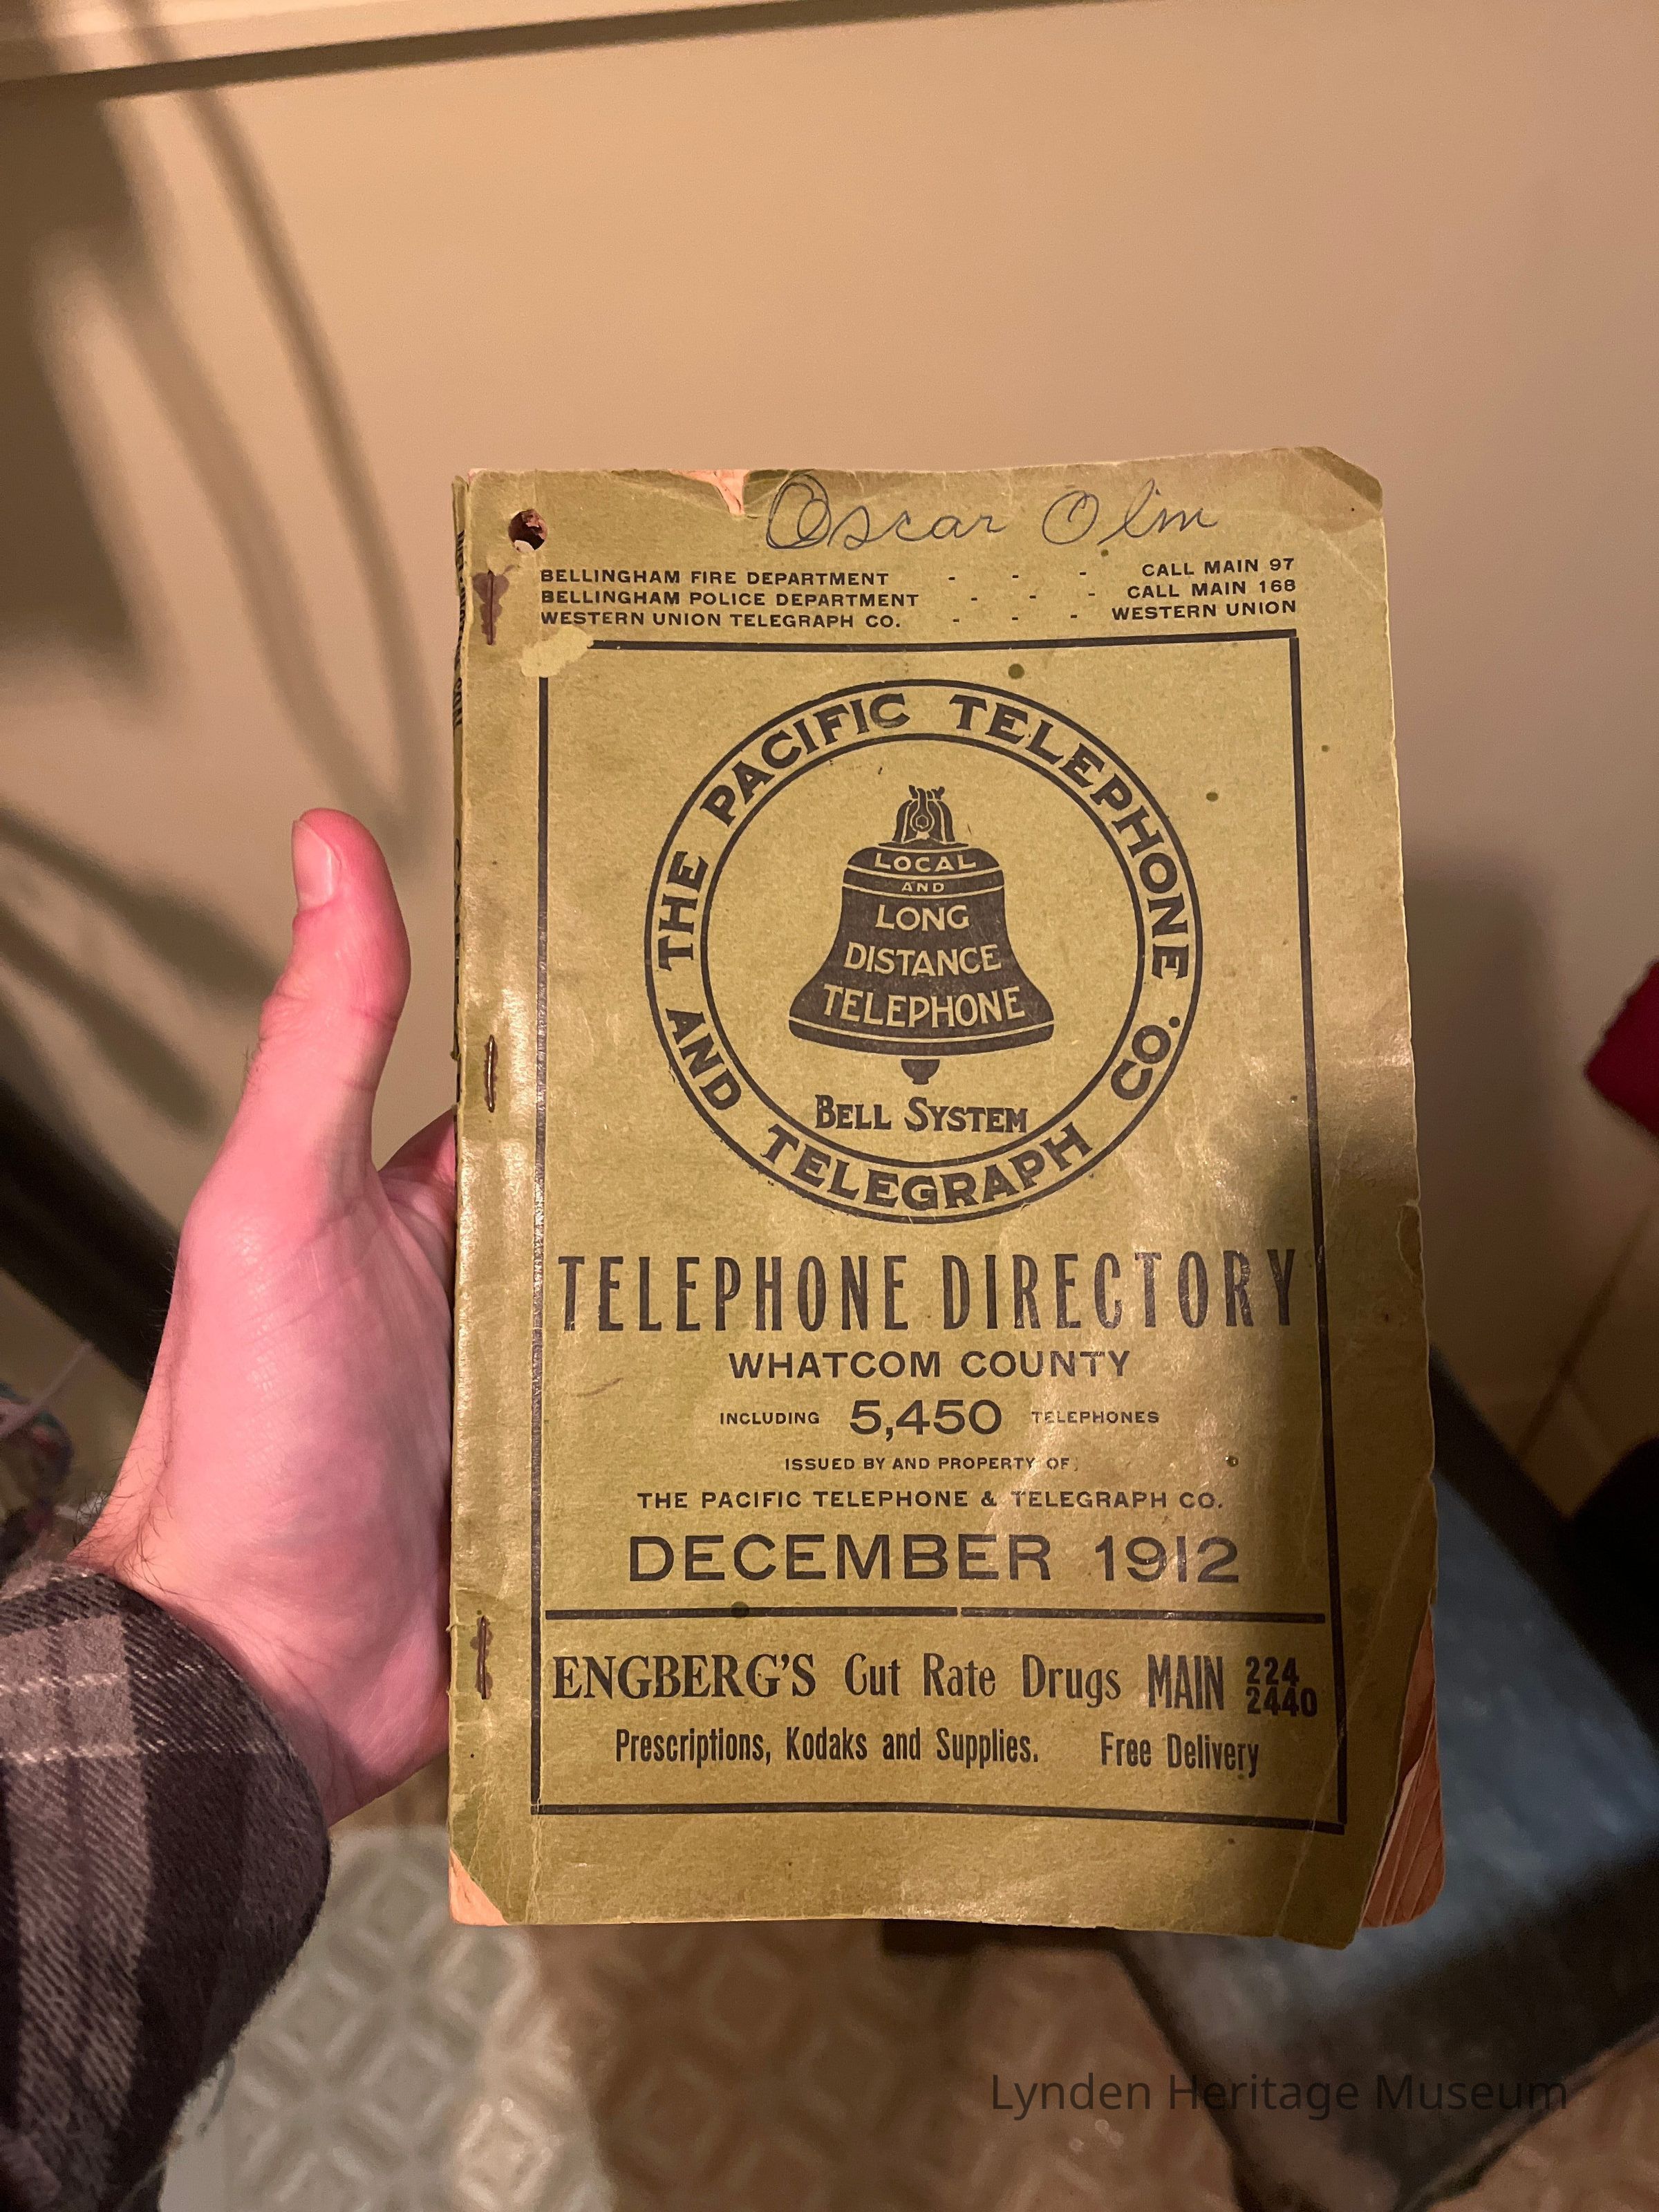 Oscar Olm
BELLINGHAM FIRE DEPARTMENT - - - CALL MAIN 97
BELLINGHAM POLICE DEPARTMENT - - - CALL MAIN 168
WESTERN UNION TELEGRAPH CO. - - - WESTERN UNION
THE PACIFIC TELEPHONE AND TELEGRAPH CO.
LOCAL
AND
LONG
DISTANCE
TELEPHONE
BELL SYSTEM
TELEPHONE DIRECTORY
WHATCOM COUNTY
INCLUDING 5,450 TELEPHONES
ISSUED BY AND PROPERTY OF
THE PACIFIC TELEPHONE & TELEGRAPH CO.
DECEMBER 1912
ENGBERG'S Cut Rate Drugs MAIN 224
2440
Prescriptions, Kodaks and Supplies. Free Delivery
Lynden Heritage Museum